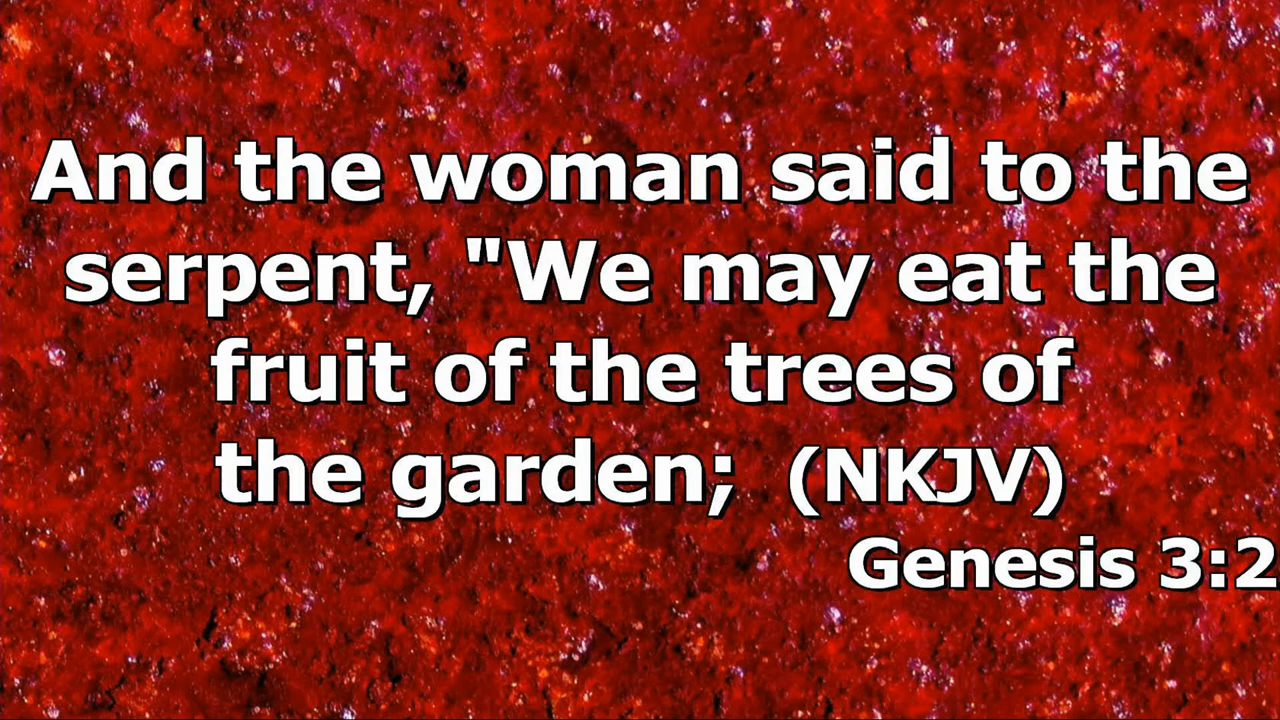 And the woman said to the
serpent, "We may eat the
fruit of the trees of
the garden; (NKJV)
Genesis 3:2